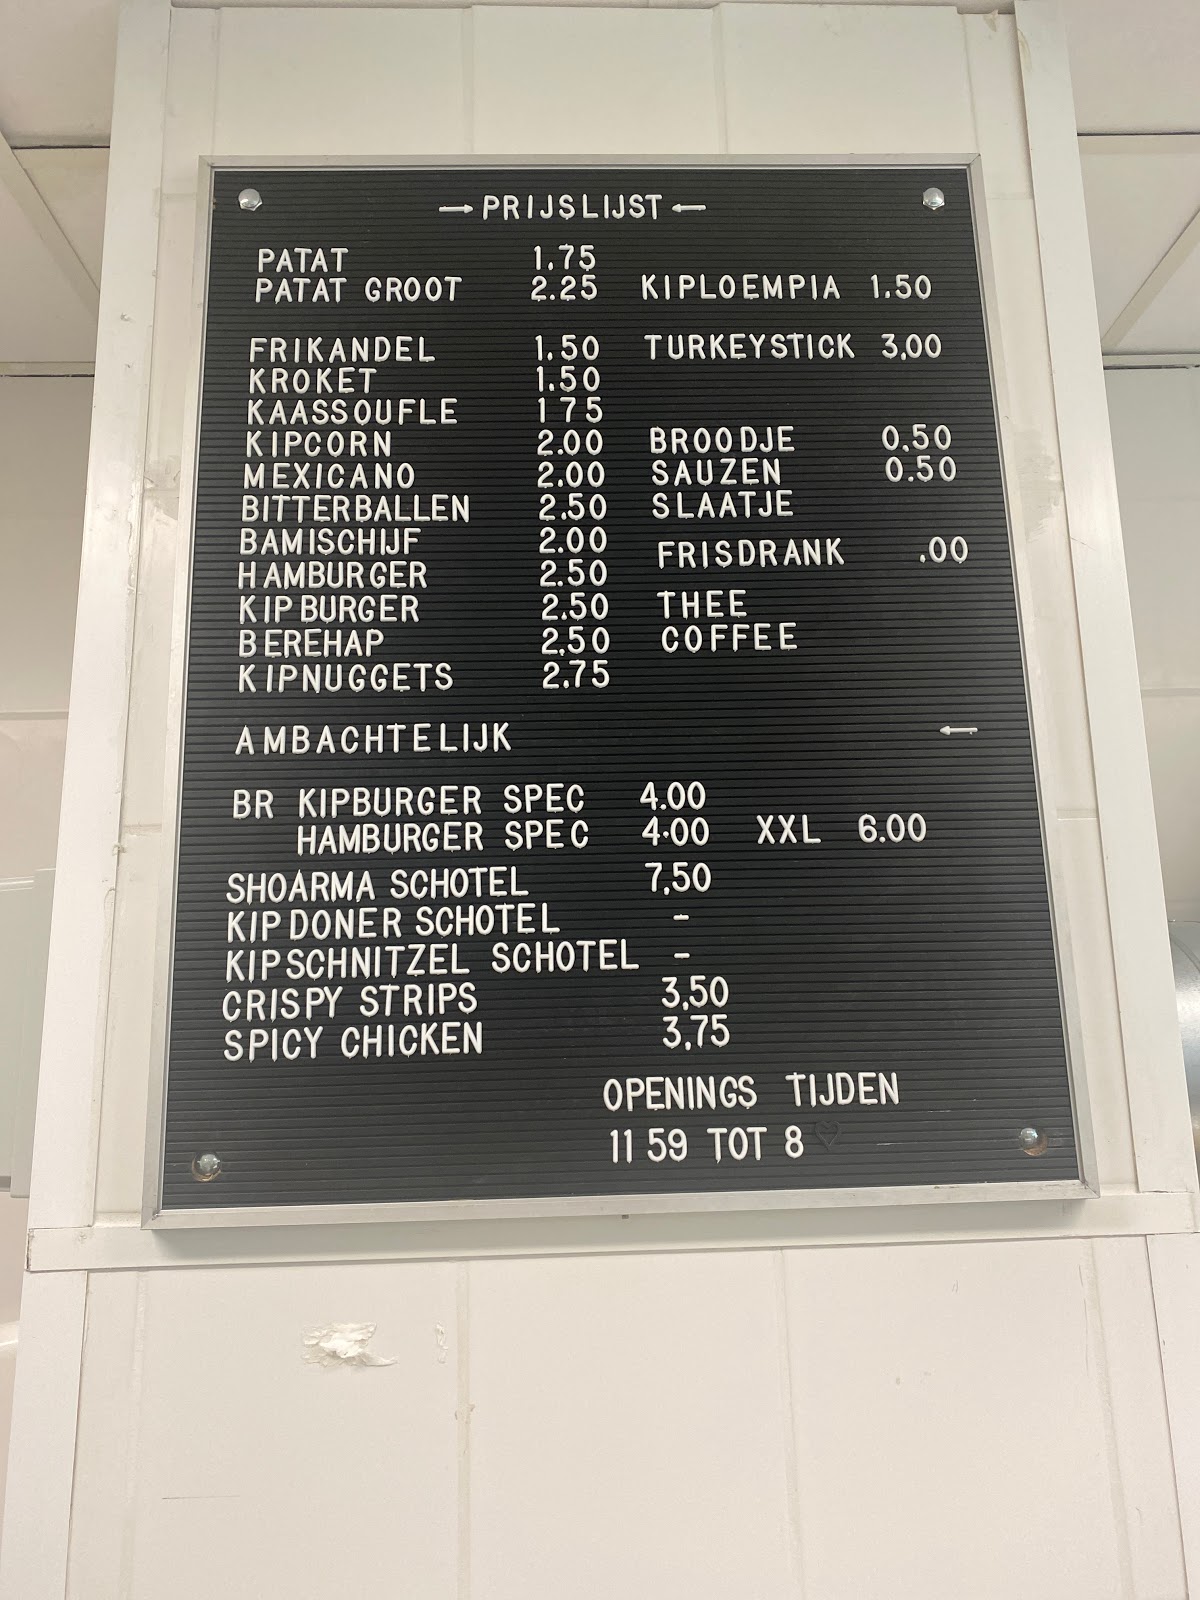 → PRIJSLIJST ←
PATAT 1.75
PATAT GROOT 2.25 KIPLOEMPIA 1.50
FRIKANDEL 1.50 TURKEYSTICK 3,00
KROKET 1.50
KAASSOUFLE 1 75
KIPCORN 2.00 BROODJE 0.50
MEXICANO 2.00 SAUZEN 0.50
BITTERBALLEN 2.50 SLAATJE
BAMISCHIJF 2.00 FRISDRANK .00
HAMBURGER 2.50
KIPBURGER 2.50 THEE
BEREHAP 2,50 COFFEE
KIPNUGGETS 2.75
AMBACHTELIJK ←
BR KIPBURGER SPEC 4.00
HAMBURGER SPEC 4.00 XXL 6.00
SHOARMA SCHOTEL 7,50
KIP DONER SCHOTEL -
KIPSCHNITZEL SCHOTEL -
CRISPY STRIPS 3,50
SPICY CHICKEN 3,75
OPENINGS TIJDEN
11 59 TOT 8